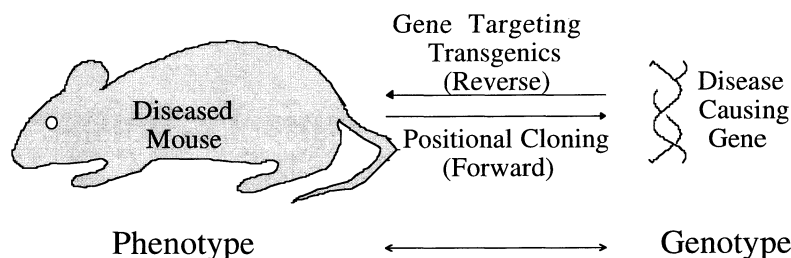 Gene Targeting
Transgenics
(Reverse)
Diseased
Mouse
Positional Cloning
(Forward)
Disease
Causing
Gene
Phenotype
Genotype